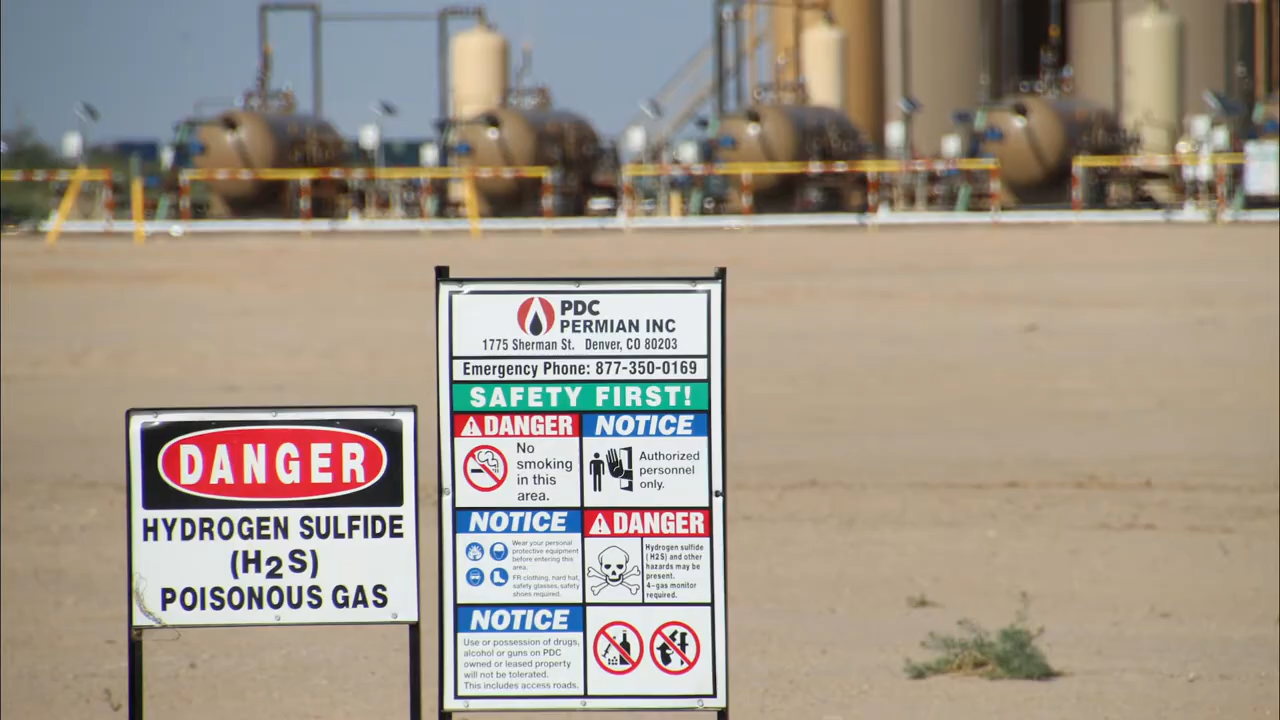 DANGER
HYDROGEN SULFIDE
(H2S)
POISONOUS GAS
PDC
PERMIAN INC
1775 Sherman St. Denver, CO 80203
Emergency Phone: 877-350-0169
SAFETY FIRST!
DANGER
No
smoking
in this
area.
NOTICE
Authorized
personnel
only.
NOTICE
Wear your personal
protective equipment
before entering this
area.
FR clothing, hard hat,
safety glasses, safety
shoes required.
DANGER
Hydrogen sulfide
(H2S) and other
hazards may be
present.
4-gas monitor
required.
NOTICE
Use or possession of drugs,
alcohol or guns on PDC
owned or leased property
will not be tolerated.
This includes access roads.